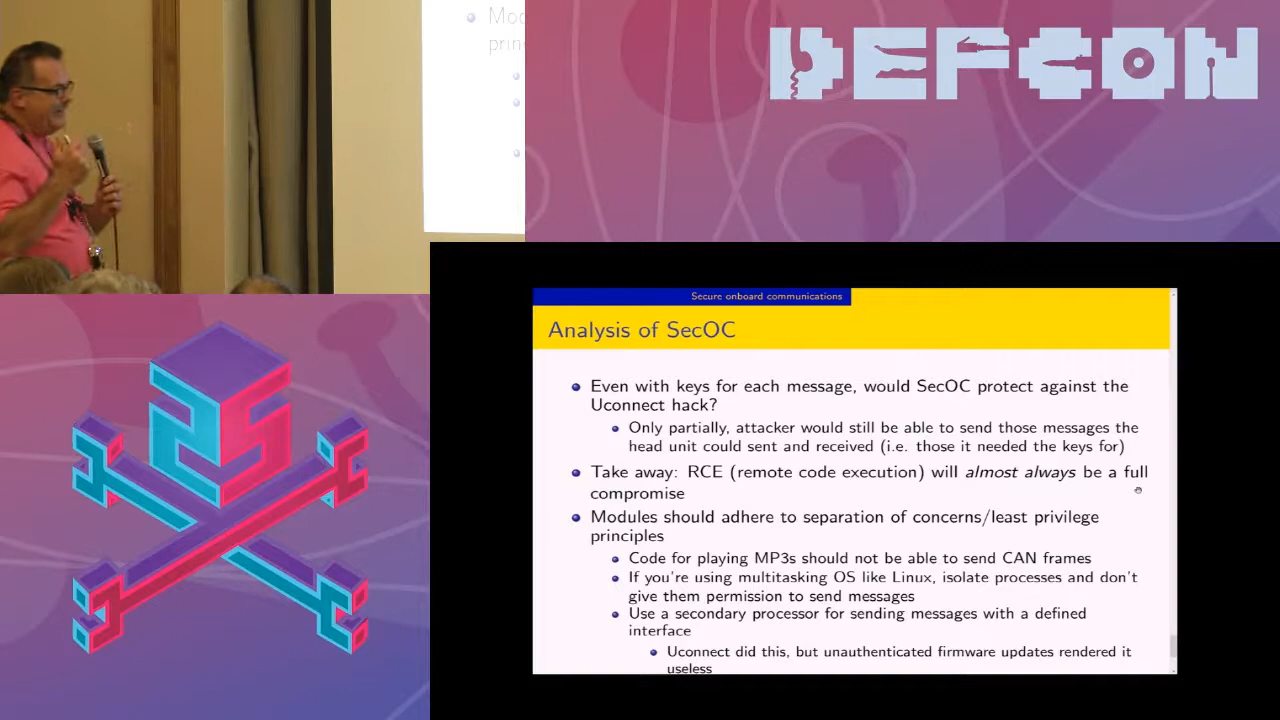 Mod
prin
DEFCON
Secure onboard communications
Analysis of SecOC
Even with keys for each message, would SecOC protect against the
Uconnect hack?
Only partially, attacker would still be able to send those messages the
head unit could sent and received (i.e. those it needed the keys for)
Take away: RCE (remote code execution) will almost always be a full
compromise
Modules should adhere to separation of concerns/least privilege
principles
Code for playing MP3s should not be able to send CAN frames
If you're using multitasking OS like Linux, isolate processes and don't
give them permission to send messages
Use a secondary processor for sending messages with a defined
interface
Uconnect did this, but unauthenticated firmware updates rendered it
useless